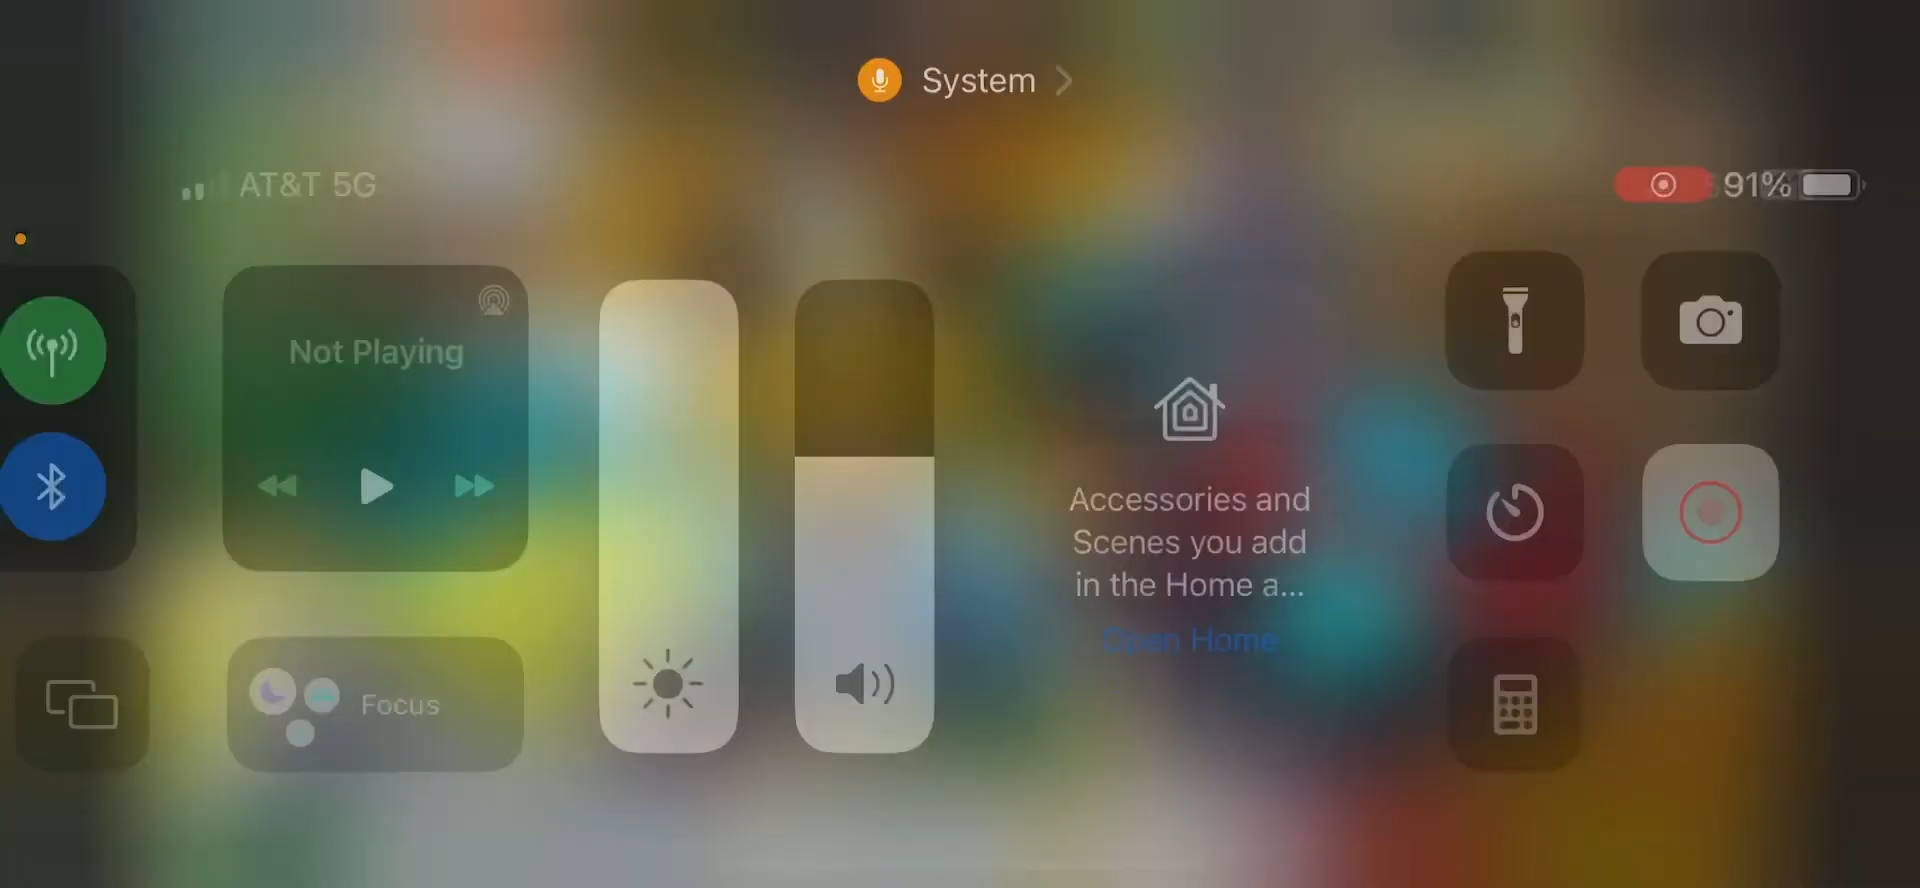 System
AT&T 5G
91%
Not Playing
Accessories and
Scenes you add
in the Home a...
Open Home
Focus